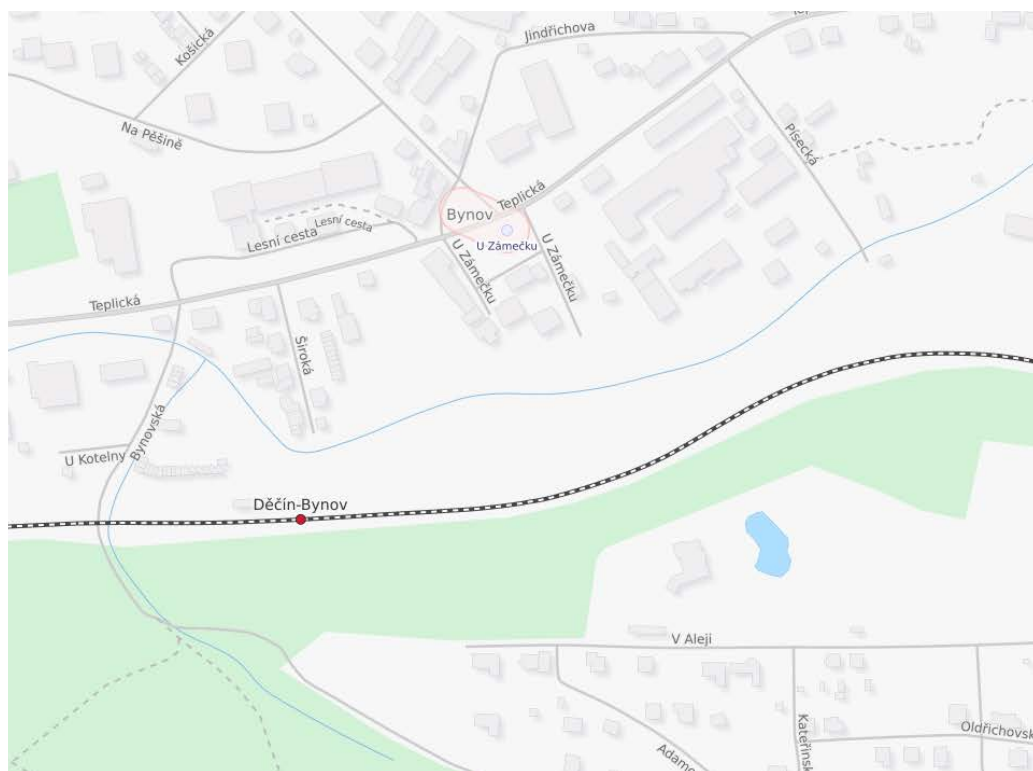 Jindřichova
Košická
Na Pěšině
Písecká
Teplická
Bynov
Lesní cesta
Lesní cesta
U Zámečku
U Zámečku
U Zámečku
Teplická
Široká
Bynovská
U Kotelny
Děčín-Bynov
V Aleji
Kateřinsk
Oldřichovsk
Adamo